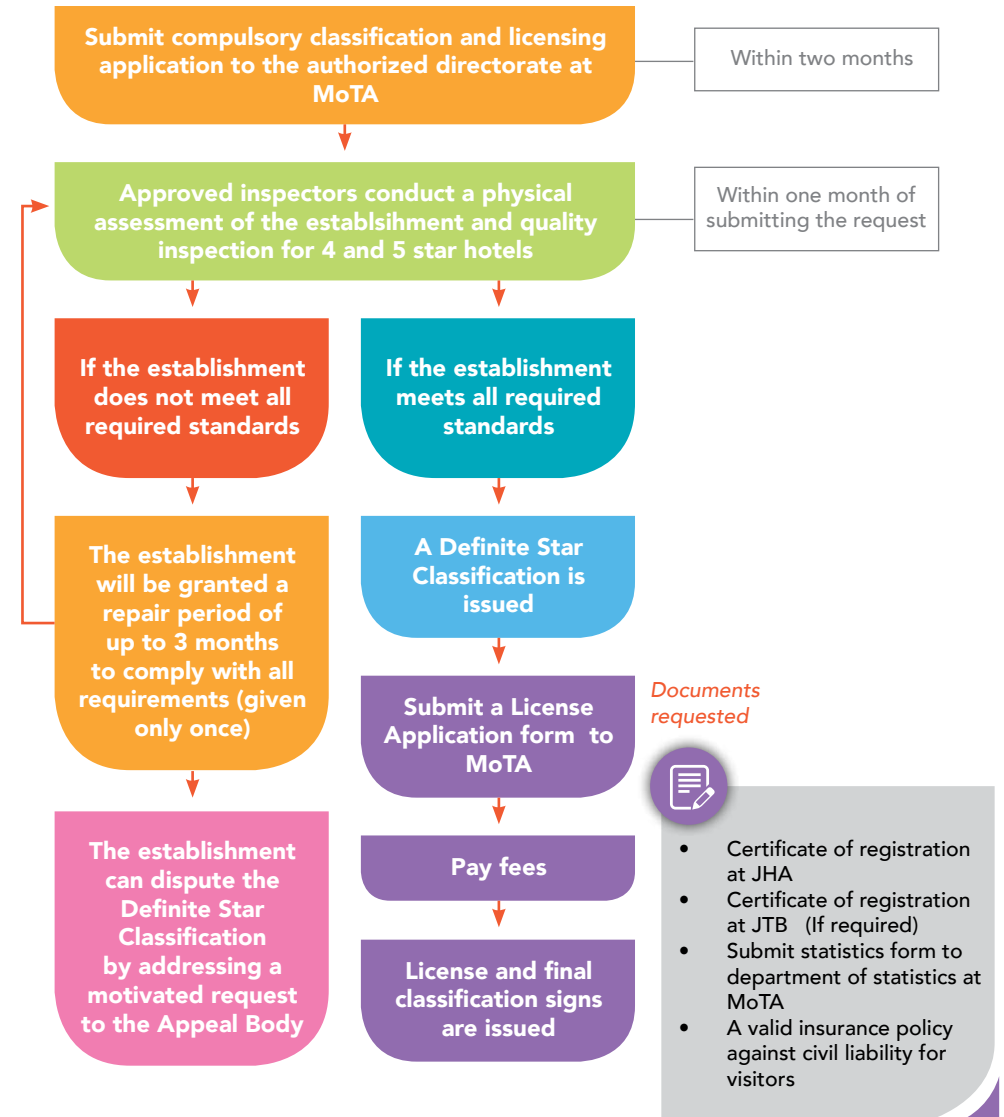 Submit compulsory classification and licensing
application to the authorized directorate at
MoTA
Within two months
Approved inspectors conduct a physical
assessment of the establsihment and quality
inspection for 4 and 5 star hotels
Within one month of
submitting the request
If the establishment
does not meet all
required standards
If the establishment
meets all required
standards
The establishment
will be granted a
repair period of
up to 3 months
to comply with all
requirements (given
only once)
A Definite Star
Classification is
issued
Submit a License
Application form to
MoTA
Documents
requested
The establishment
can dispute the
Definite Star
Classification
by addressing a
motivated request
to the Appeal Body
Pay fees
License and final
classification signs
are issued
• Certificate of registration
at JHA
• Certificate of registration
at JTB (If required)
• Submit statistics form to
department of statistics at
MoTA
• A valid insurance policy
against civil liability for
visitors